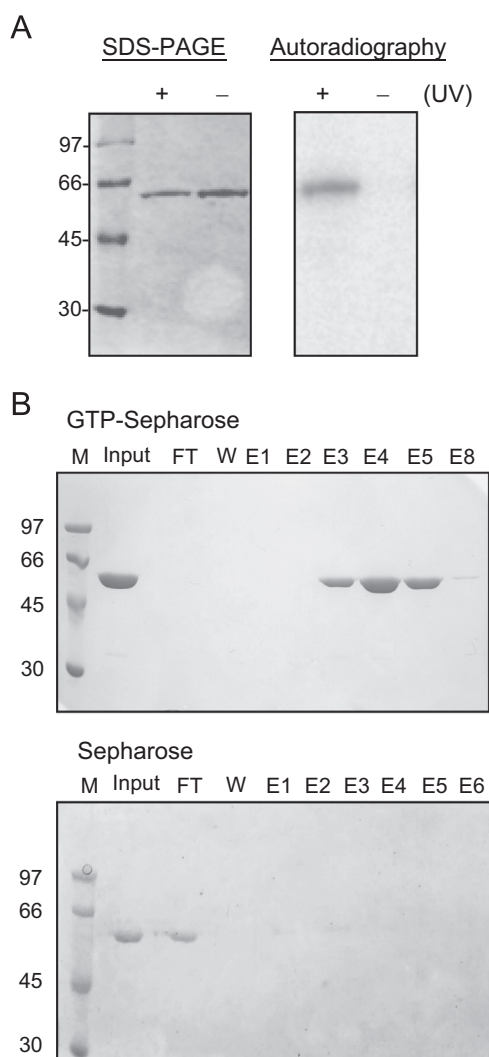 A
SDS-PAGE Autoradiography
+ – + – (UV)
97-
66-
45-
30-
B
GTP-Sepharose
M Input FT W E1 E2 E3 E4 E5 E8
97
66
45
30
Sepharose
M Input FT W E1 E2 E3 E4 E5 E6
97
66
45
30